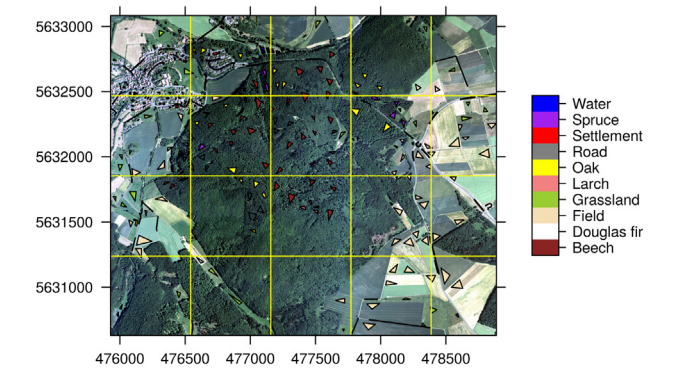 5633000
5632500
5632000
5631500
5631000
476000 476500 477000 477500 478000 478500
Water
Spruce
Settlement
Road
Oak
Larch
Grassland
Field
Douglas fir
Beech